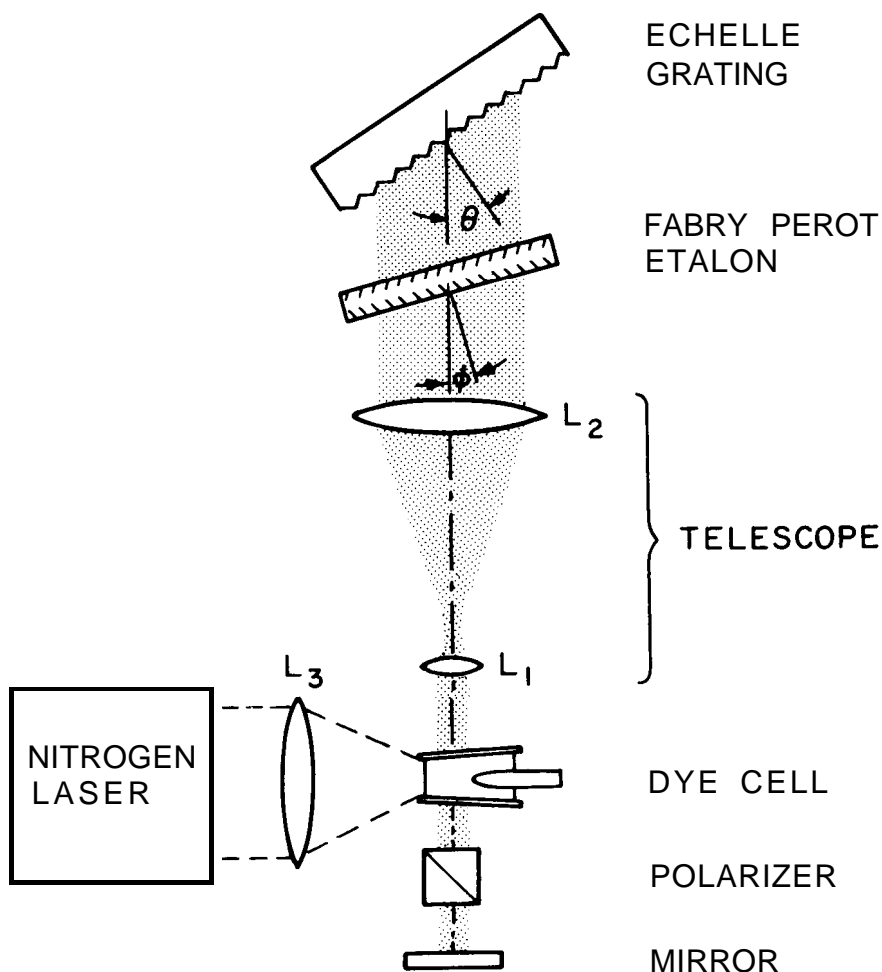 ECHELLE
GRATING
θ
FABRY PEROT
ETALON
ϕ
L2
TELESCOPE
L3
L1
NITROGEN
LASER
DYE CELL
POLARIZER
MIRROR